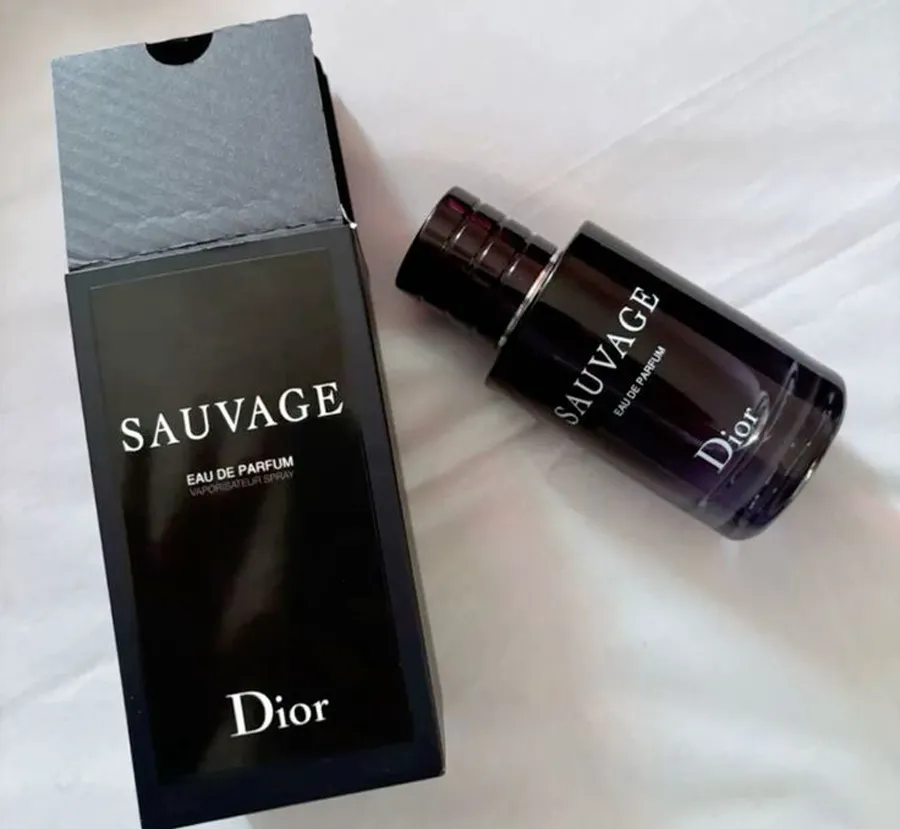 SAUVAGE
EAU DE PARFUM
VAPORISATEUR SPRAY
Dior
SAUVAGE
EAU DE PARFUM
Dior